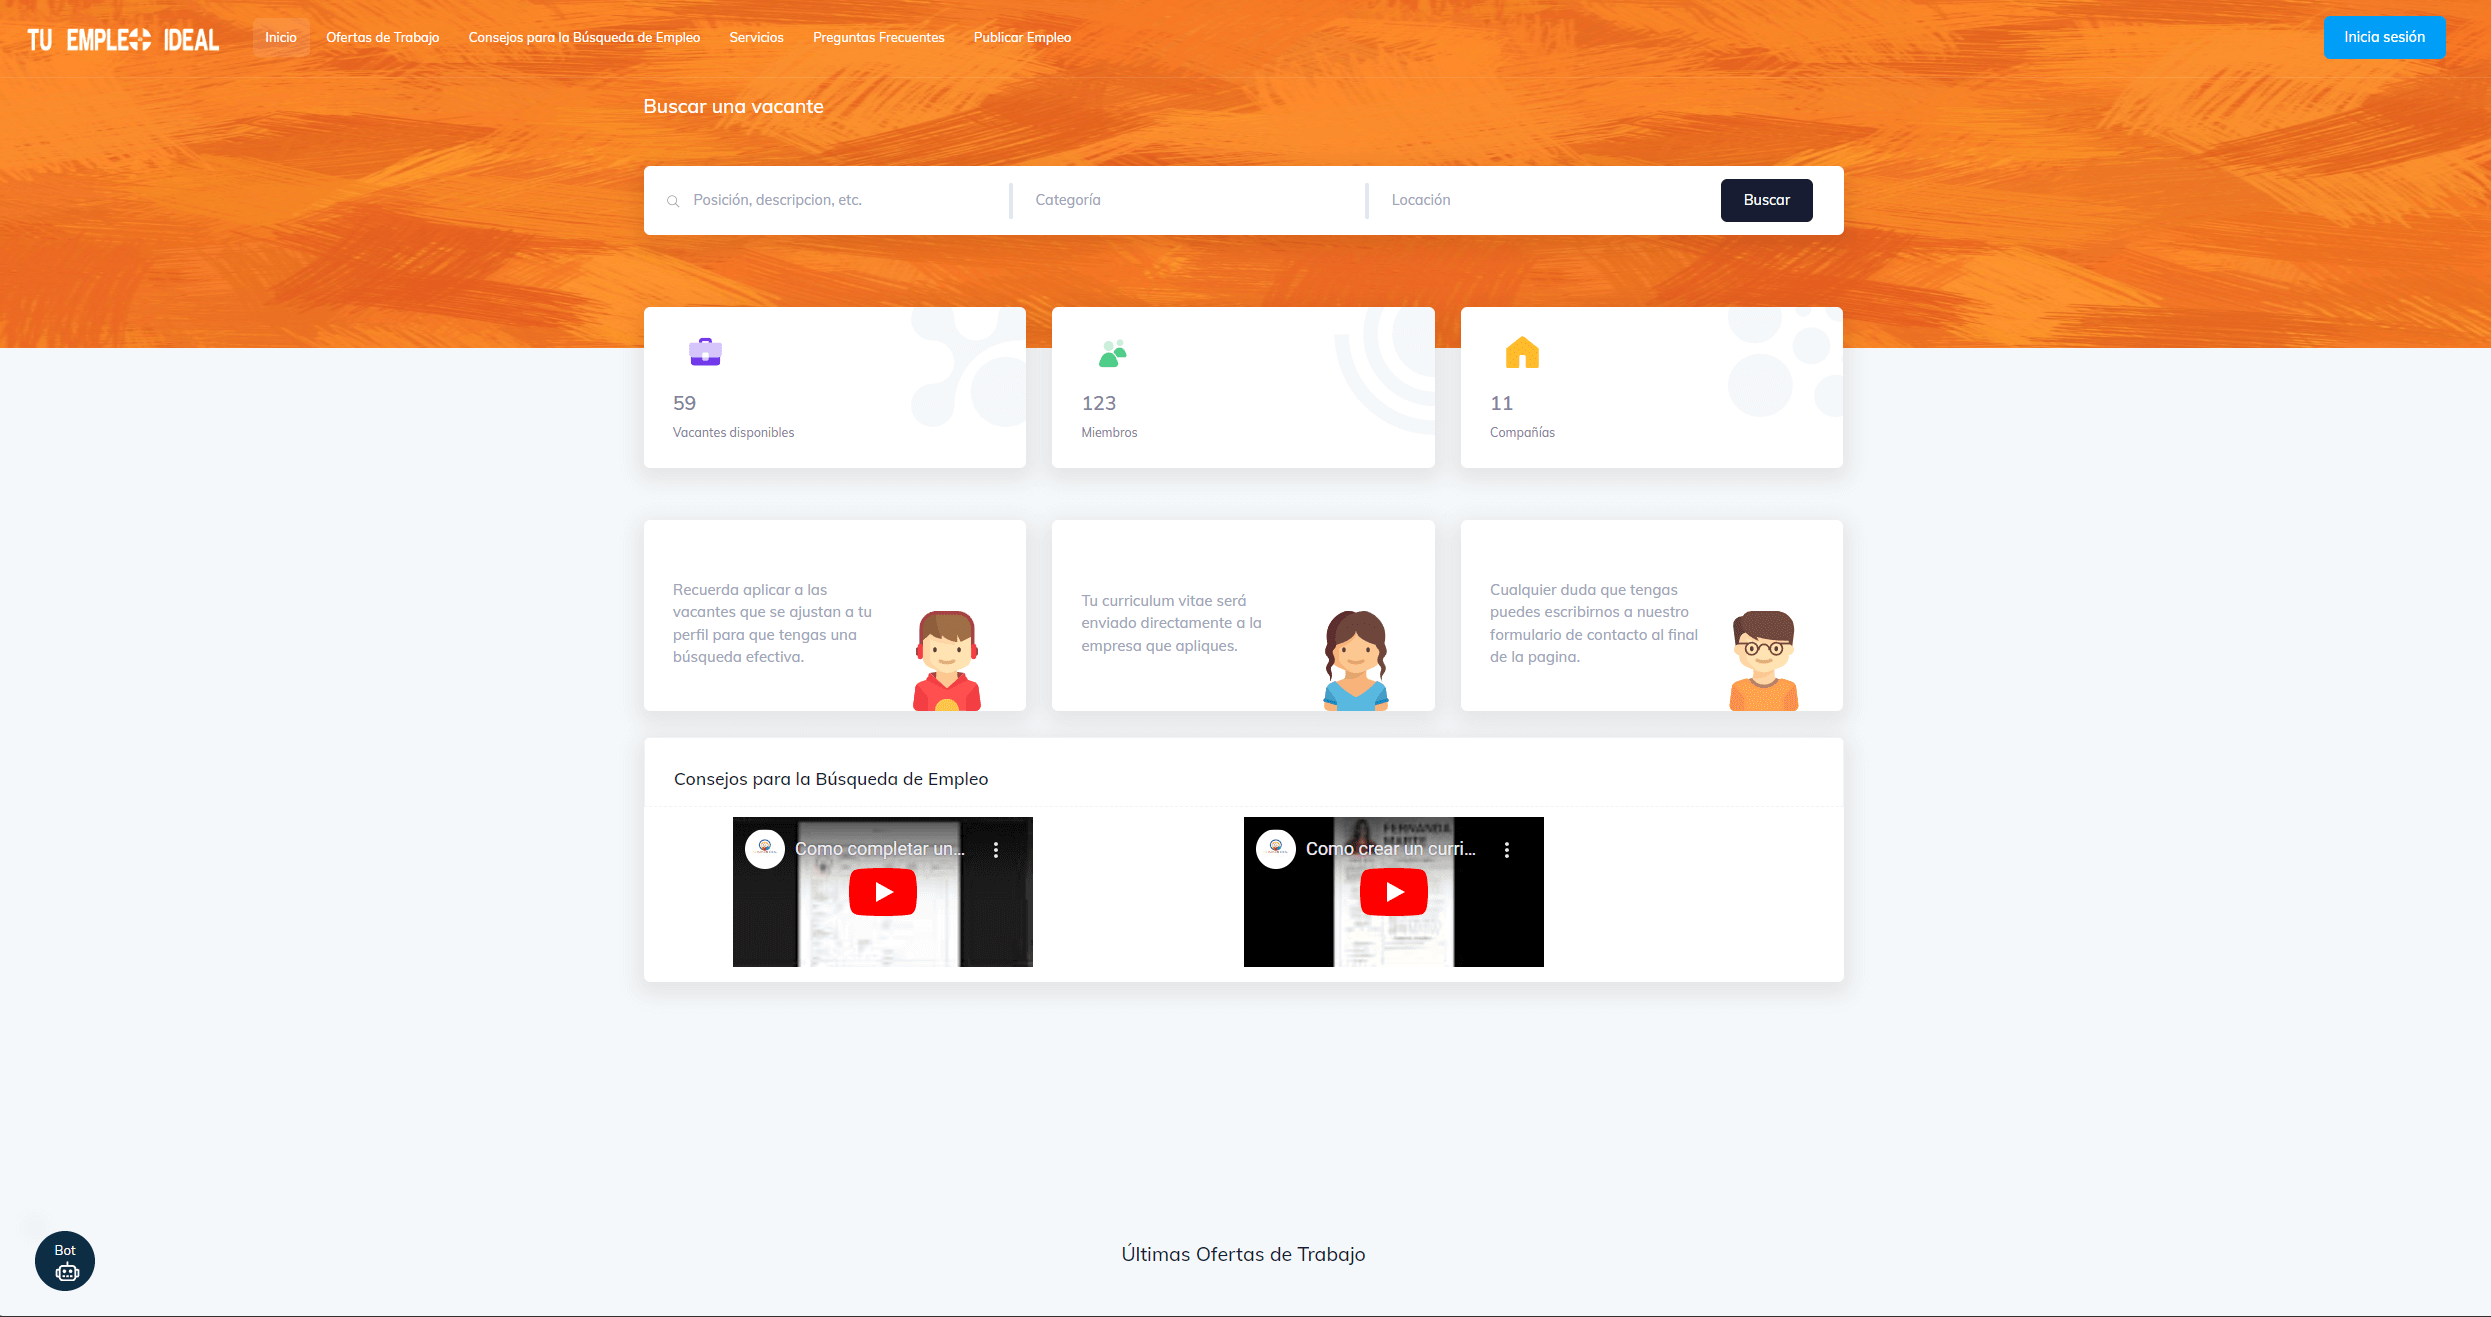 TU EMPLEO IDEAL
Inicio
Ofertas de Trabajo
Consejos para la Búsqueda de Empleo
Servicios
Preguntas Frecuentes
Publicar Empleo
Inicia sesión
Buscar una vacante
Posición, descripcion, etc.
Categoría
Locación
Buscar
59
Vacantes disponibles
123
Miembros
11
Compañías
Recuerda aplicar a las
vacantes que se ajustan a tu
perfil para que tengas una
búsqueda efectiva.
Tu curriculum vitae será
enviado directamente a la
empresa que apliques.
Cualquier duda que tengas
puedes escribirnos a nuestro
formulario de contacto al final
de la pagina.
Consejos para la Búsqueda de Empleo
Como completar un...
FERNANDA
Como crear un curri...
Bot
Últimas Ofertas de Trabajo